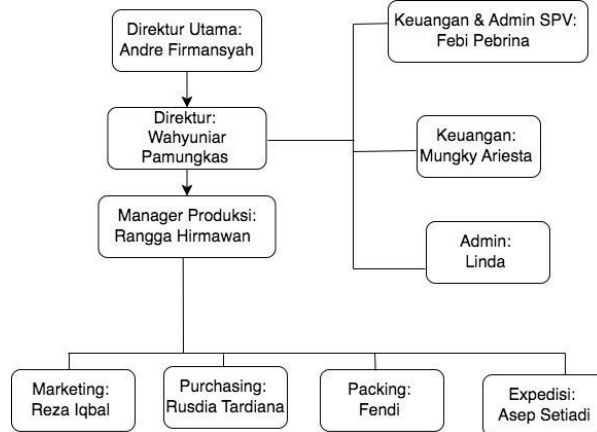 Direktur Utama:
Andre Firmansyah
Keuangan & Admin SPV:
Febi Pebrina
Direktur:
Wahyuniar
Pamungkas
Keuangan:
Mungky Ariesta
Manager Produksi:
Rangga Hirmawan
Admin:
Linda
Marketing:
Reza Iqbal
Purchasing:
Rusdia Tardiana
Packing:
Fendi
Expedisi:
Asep Setiadi